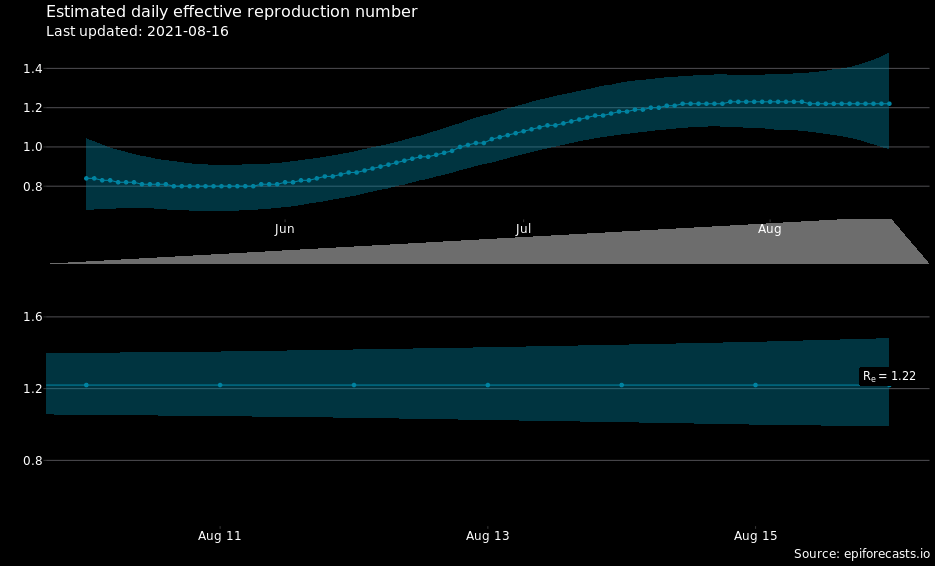 Estimated daily effective reproduction number
Last updated: 2021-08-16
1.4
1.2
1.0
0.8
Jun
Jul
Aug
1.6
1.2
0.8
Re = 1.22
Aug 11
Aug 13
Aug 15
Source: epiforecasts.io